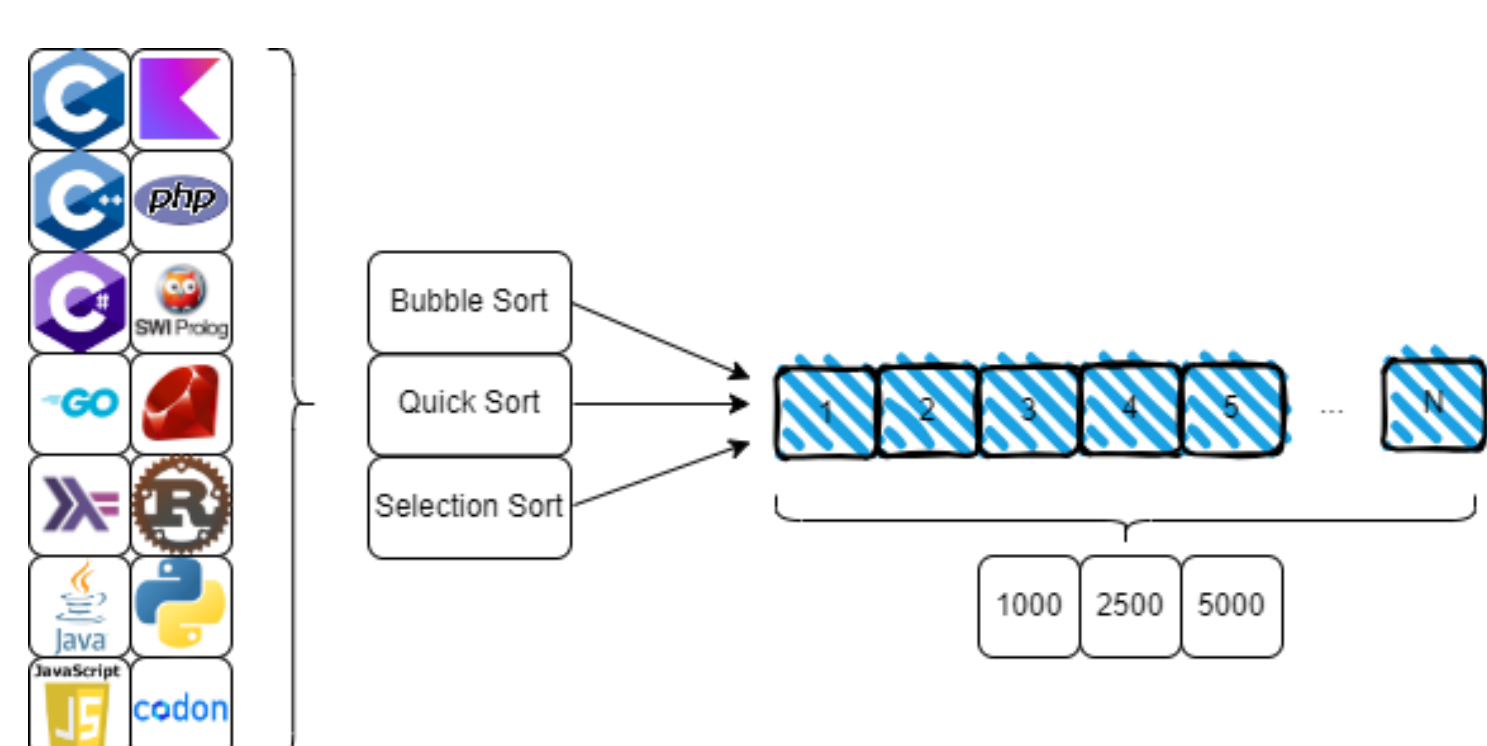 C
C++
php
C#
SWI Prolog
GO
R
Java
JavaScript
JS
codon
Bubble Sort
Quick Sort
Selection Sort
1 2 3 4 5 ... N
1000 2500 5000